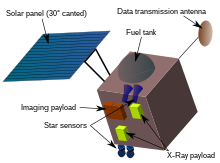 Solar panel (30° canted)
Data transmission antenna
Fuel tank
Imaging payload
Star sensors
X-Ray payload